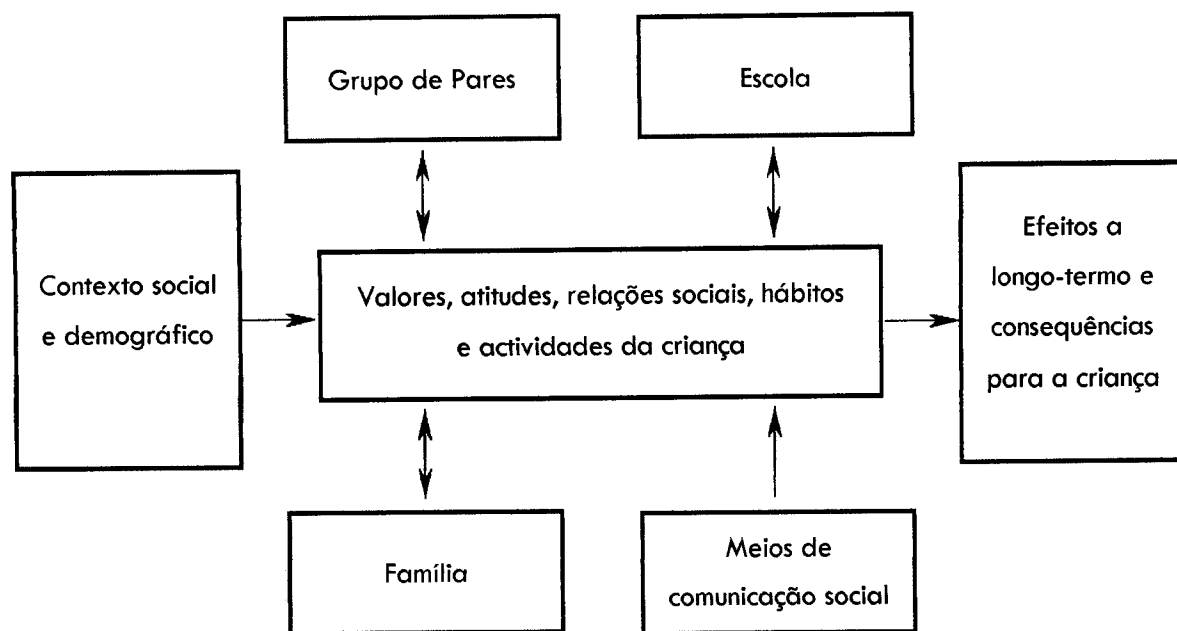 Grupo de Pares
Escola
Contexto social
e demográfico
Valores, atitudes, relações sociais, hábitos
e actividades da criança
Efeitos a
longo-termo e
consequências
para a criança
Família
Meios de
comunicação social